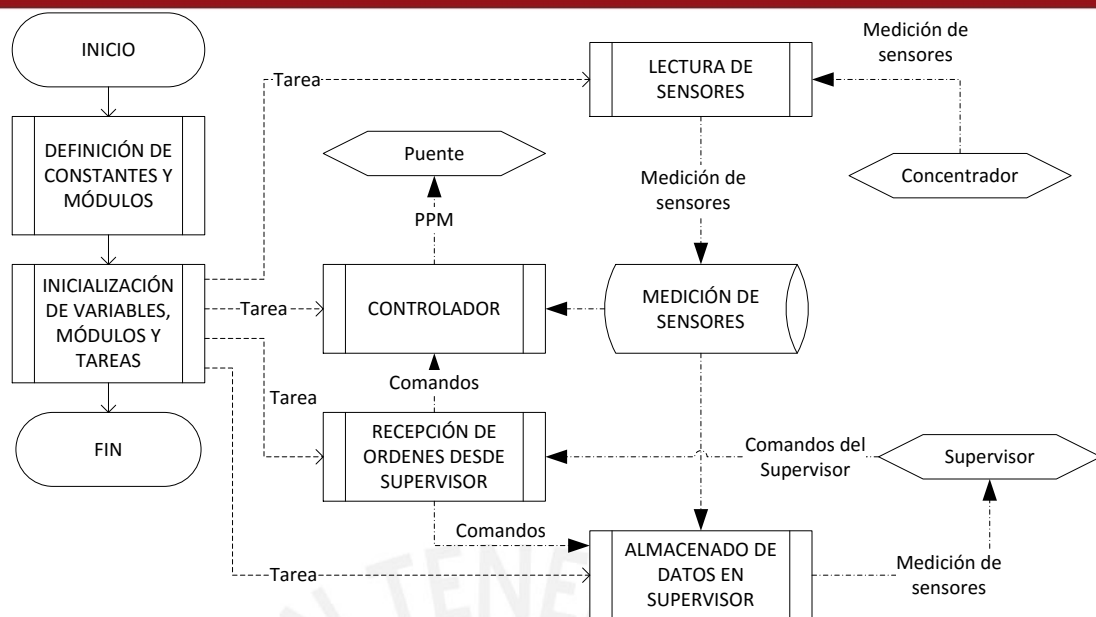 INICIO
DEFINICIÓN DE
CONSTANTES Y
MÓDULOS
INICIALIZACIÓN
DE VARIABLES,
MÓDULOS Y
TAREAS
FIN
Tarea
Tarea
Tarea
Tarea
Puente
PPM
CONTROLADOR
Comandos
RECEPCIÓN DE
ORDENES DESDE
SUPERVISOR
Comandos
LECTURA DE
SENSORES
Medición de
sensores
MEDICIÓN DE
SENSORES
ALMACENADO DE
DATOS EN
SUPERVISOR
Medición de
sensores
Concentrador
Comandos del
Supervisor
Supervisor
Medición de
sensores
TENE